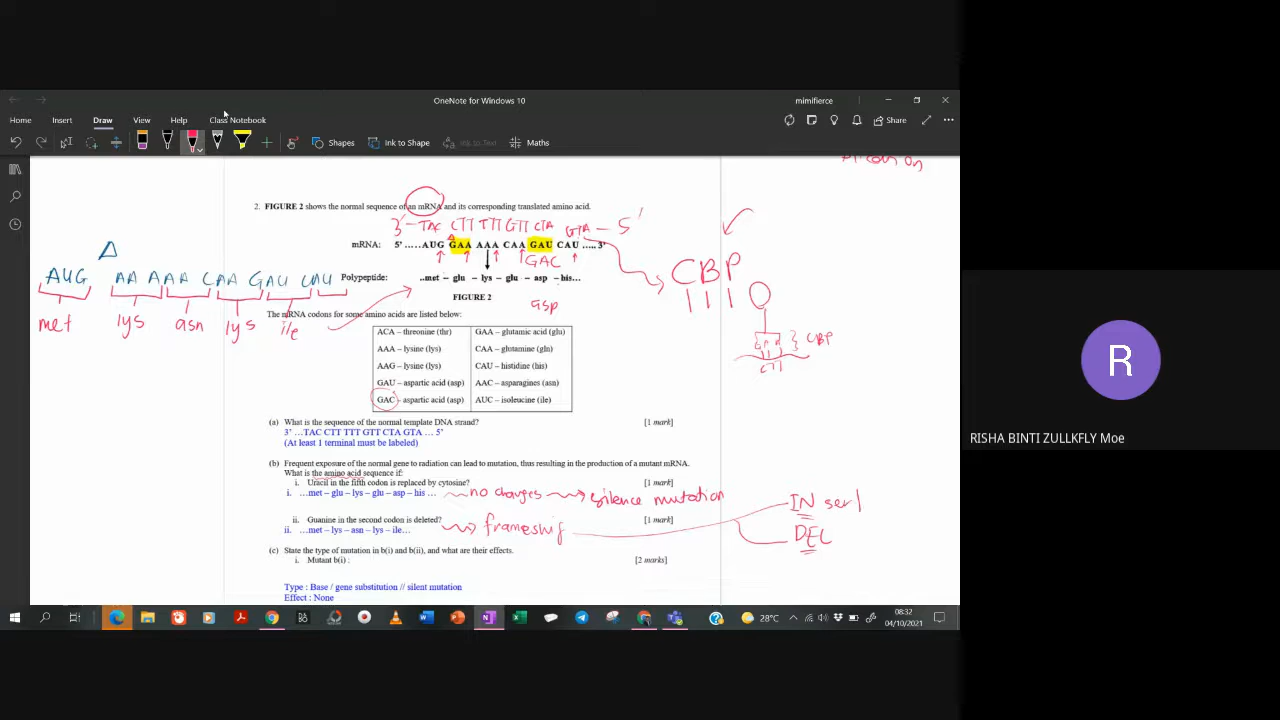 OneNote for Windows 10
mimifierce
Home Insert Draw View Help Class Notebook
Share
Shapes Ink to Shape Ink to Text Maths
2. FIGURE 2 shows the normal sequence of an mRNA and its corresponding translated amino acid.
3' – TAC CTT TTT GTT CTA GTA – 5'
mRNA: 5' .....AUG GAA AAA CAA GAU CAU ..... 3'
GAC
Polypeptide: ..met – glu – lys – glu – asp – his...
FIGURE 2
asp
AUG AA AAA CAA GAU CAU
met lys asn lys ile
CBP
CBP
CTT
The mRNA codons for some amino acids are listed below:
ACA – threonine (thr) GAA – glutamic acid (glu)
AAA – lysine (lys) CAA – glutamine (gln)
AAG – lysine (lys) CAU – histidine (his)
GAU – aspartic acid (asp) AAC – asparagines (asn)
GAC – aspartic acid (asp) AUC – isoleucine (ile)
(a) What is the sequence of the normal template DNA strand? [1 mark]
3' ...TAC CTT TTT GTT CTA GTA ... 5'
(At least 1 terminal must be labeled)
(b) Frequent exposure of the normal gene to radiation can lead to mutation, thus resulting in the production of a mutant mRNA.
What is the amino acid sequence if:
i. Uracil in the fifth codon is replaced by cytosine? [1 mark]
i. ...met – glu – lys – glu – asp – his ... no changes silence mutation
ii. Guanine in the second codon is deleted? [1 mark]
ii. ...met – lys – asn – lys – ile... frameshif
IN sert
DEL
(c) State the type of mutation in b(i) and b(ii), and what are their effects.
i. Mutant b(i) : [2 marks]
Type : Base / gene substitution // silent mutation
Effect : None
R
RISHA BINTI ZULLKFLY Moe
28°C
08:32
04/10/2021